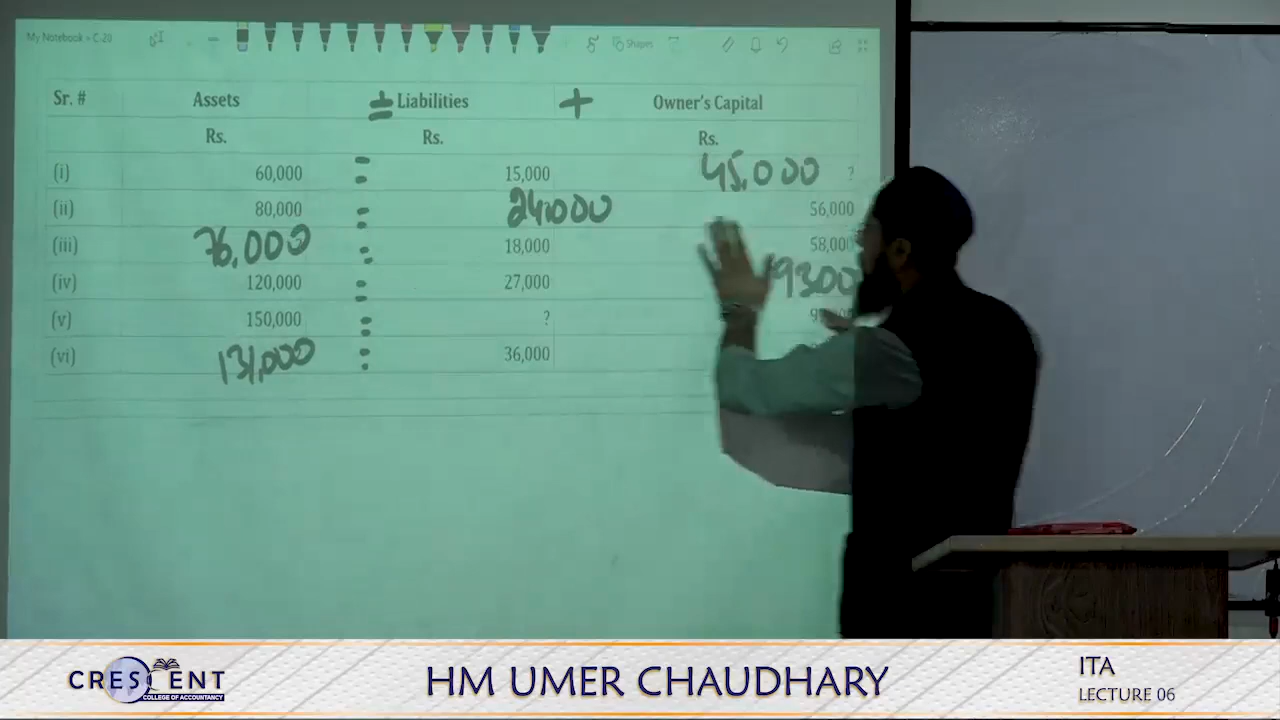 My Notebook » C-20
Shapes
Sr. # Assets = Liabilities + Owner's Capital
Rs. Rs. Rs.
(i) 60,000 = 15,000 45,000 ?
(ii) 80,000 = 24000 56,000
(iii) 76,000 = 18,000 58,000
(iv) 120,000 = 27,000
(v) 150,000 = ?
(vi) 131,000 = 36,000
CRESCENT
COLLEGE OF ACCOUNTANCY
HM UMER CHAUDHARY
ITA
LECTURE 06